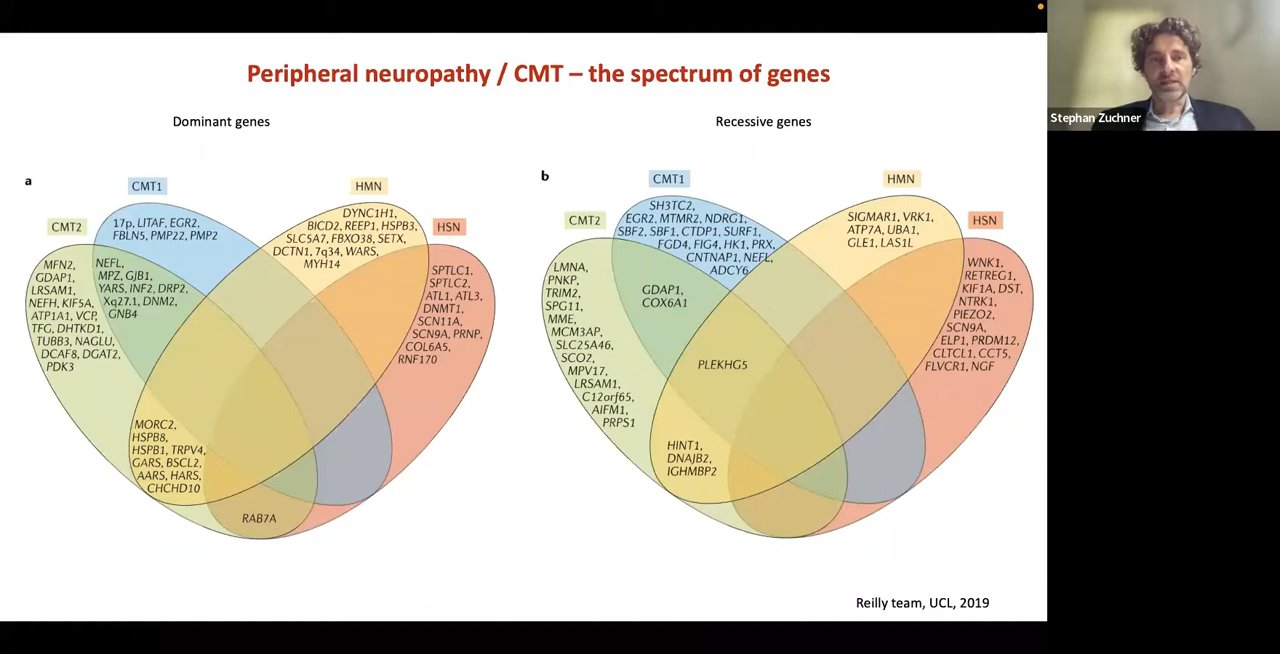 Peripheral neuropathy / CMT – the spectrum of genes
Stephan Zuchner
Dominant genes
a
CMT1
HMN
CMT2
HSN
17p, LITAF, EGR2,
FBLN5, PMP22, PMP2
DYNC1H1,
BICD2, REEP1, HSPB3,
SLC5A7, FBXO38, SETX,
DCTN1, 7q34, WARS,
MYH14
MFN2,
GDAP1,
LRSAM1,
NEFH, KIF5A,
ATP1A1, VCP,
TFG, DHTKD1,
TUBB3, NAGLU,
DCAF8, DGAT2,
PDK3
NEFL,
MPZ, GJB1,
YARS, INF2, DRP2,
Xq27.1, DNM2,
GNB4
SPTLC1,
SPTLC2,
ATL1, ATL3,
DNMT1,
SCN11A,
SCN9A, PRNP,
COL6A5,
RNF170
MORC2,
HSPB8,
HSPB1, TRPV4,
GARS, BSCL2,
AARS, HARS,
CHCHD10
RAB7A
Recessive genes
b
CMT1
HMN
CMT2
HSN
SH3TC2,
EGR2, MTMR2, NDRG1,
SBF2, SBF1, CTDP1, SURF1,
FGD4, FIG4, HK1, PRX,
CNTNAP1, NEFL,
ADCY6
SIGMAR1, VRK1,
ATP7A, UBA1,
GLE1, LAS1L
LMNA,
PNKP,
TRIM2,
SPG11,
MME,
MCM3AP,
SLC25A46,
SCO2,
MPV17,
LRSAM1,
C12orf65,
AIFM1,
PRPS1
GDAP1,
COX6A1
WNK1,
RETREG1,
KIF1A, DST,
NTRK1,
PIEZO2,
SCN9A,
ELP1, PRDM12,
CLTCL1, CCT5,
FLVCR1, NGF
PLEKHG5
HINT1,
DNAJB2,
IGHMBP2
Reilly team, UCL, 2019